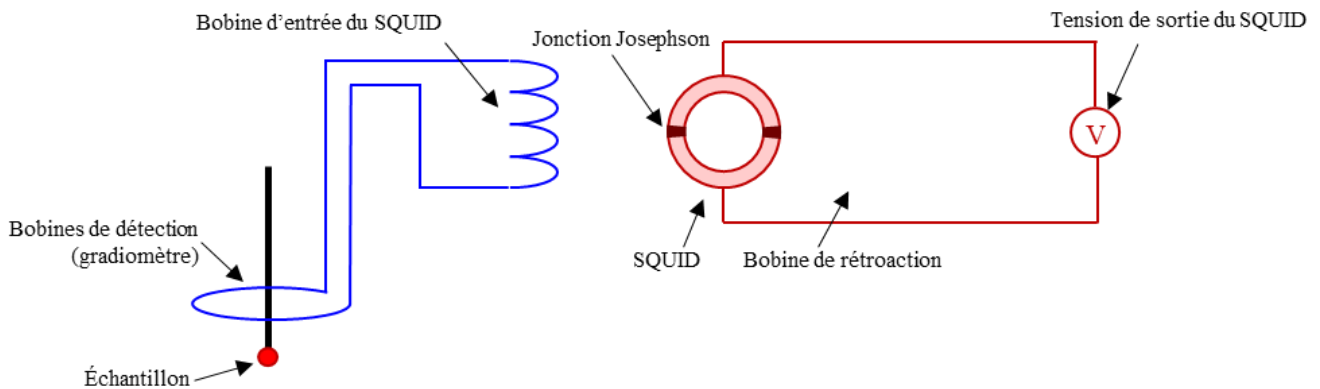 Bobine d'entrée du SQUID
Jonction Josephson
Tension de sortie du SQUID
V
Bobines de détection
(gradiomètre)
SQUID
Bobine de rétroaction
Échantillon